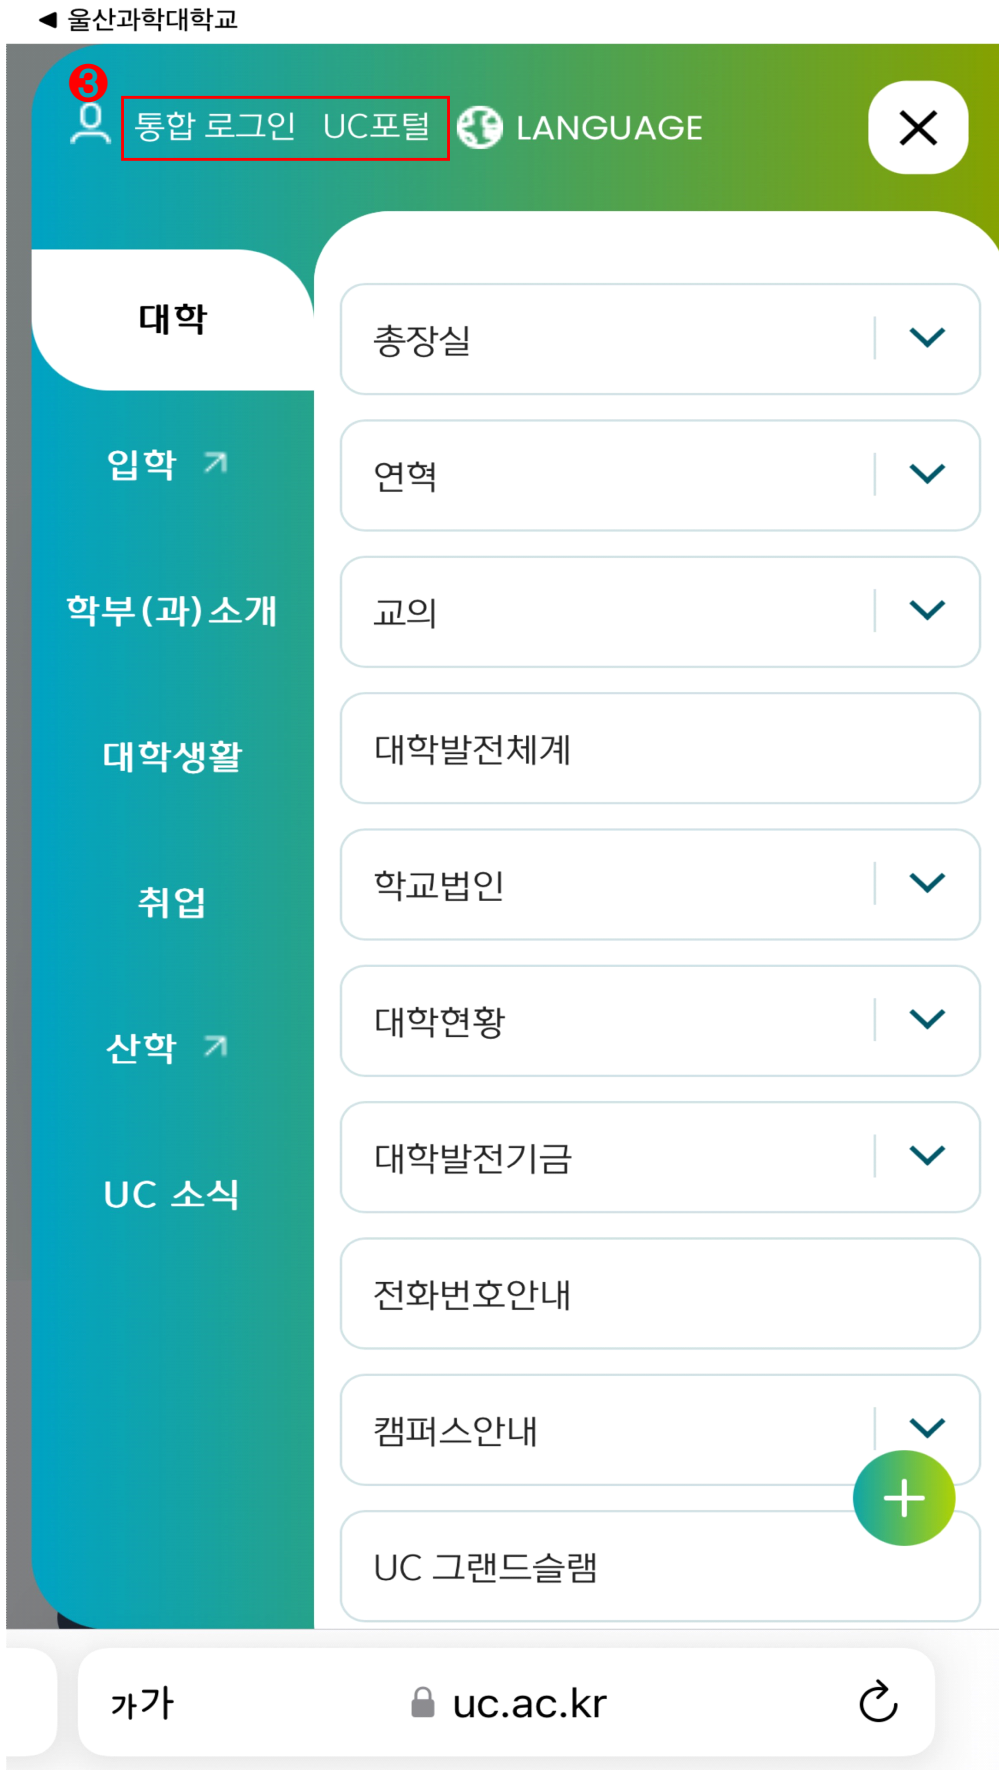 ◀ 울산과학대학교
3
통합 로그인 UC포털 LANGUAGE
대학
입학
학부(과)소개
대학생활
취업
산학
UC 소식
총장실
연혁
교의
대학발전체계
학교법인
대학현황
대학발전기금
전화번호안내
캠퍼스안내
UC 그랜드슬램
가가 uc.ac.kr